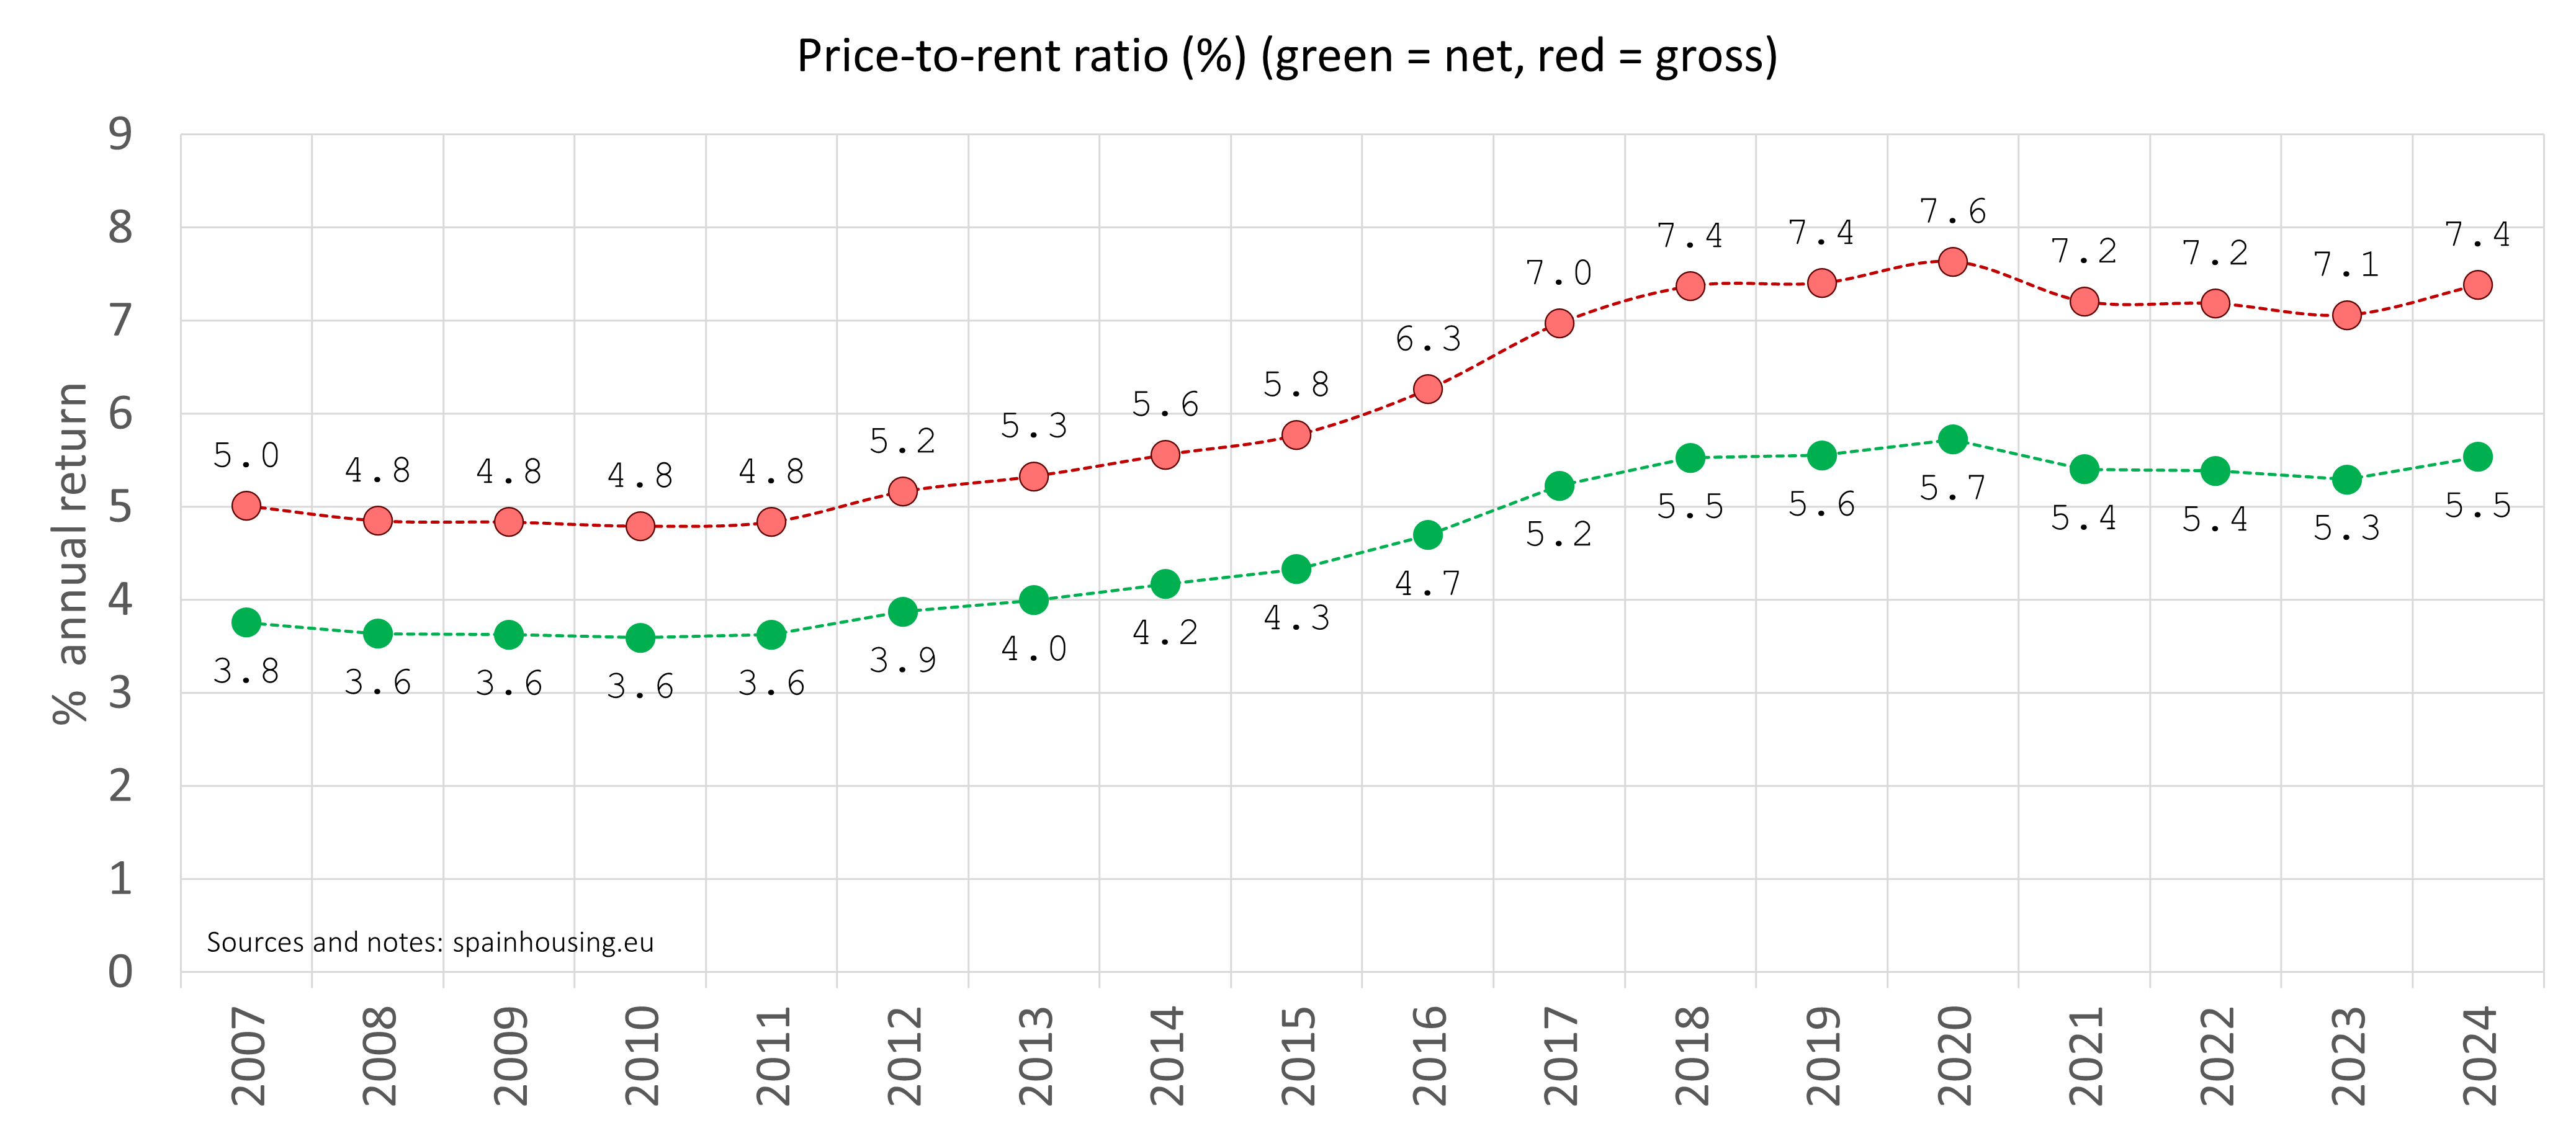 Price-to-rent ratio (%) (green = net, red = gross)
% annual return
9
8
7
6
5
4
3
2
1
0
5.0 4.8 4.8 4.8 4.8 5.2 5.3 5.6 5.8 6.3 7.0 7.4 7.4 7.6 7.2 7.2 7.1 7.4
3.8 3.6 3.6 3.6 3.6 3.9 4.0 4.2 4.3 4.7 5.2 5.5 5.6 5.7 5.4 5.4 5.3 5.5
Sources and notes: spainhousing.eu
2007 2008 2009 2010 2011 2012 2013 2014 2015 2016 2017 2018 2019 2020 2021 2022 2023 2024